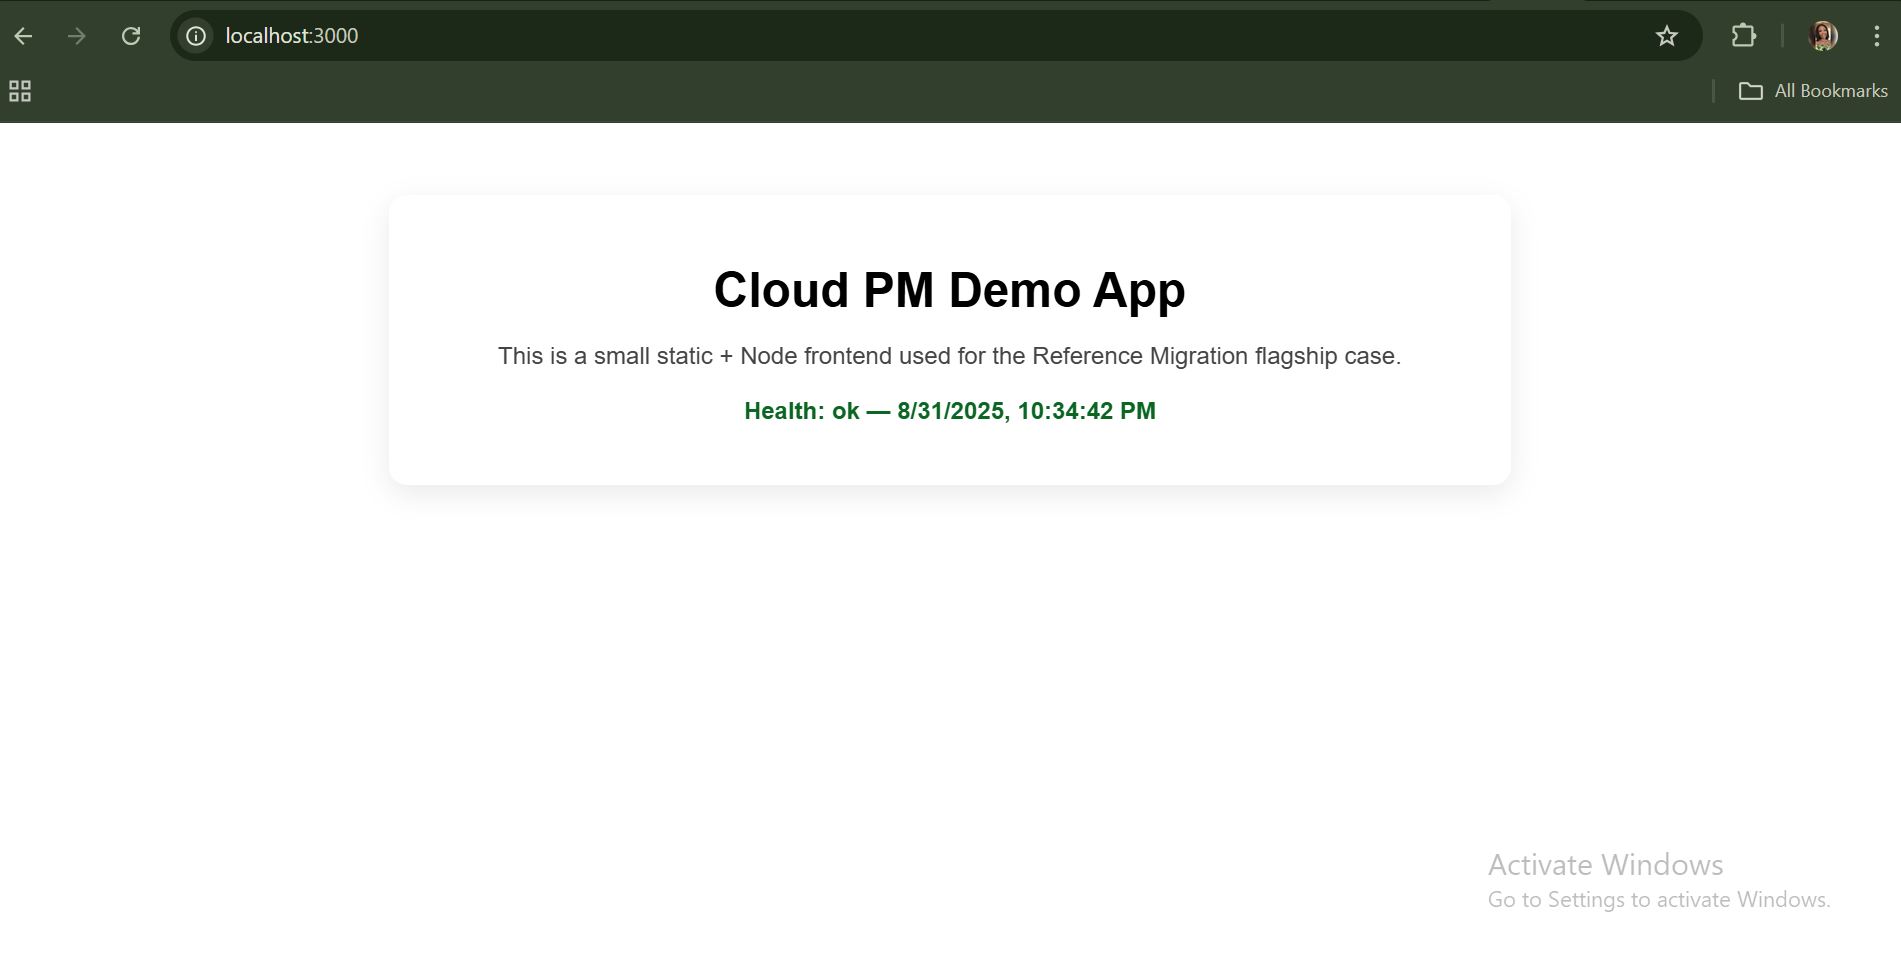 localhost:3000
All Bookmarks
Cloud PM Demo App
This is a small static + Node frontend used for the Reference Migration flagship case.
Health: ok — 8/31/2025, 10:34:42 PM
Activate Windows
Go to Settings to activate Windows.